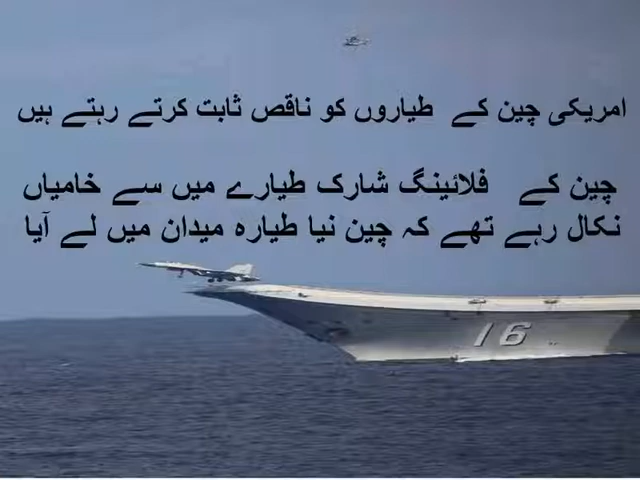 امریکی چین کے طیاروں کو ناقص ثابت کرتے رہتے ہیں
چین کے فلائینگ شارک طیارے میں سے خامیاں
نکال رہے تھے کہ چین نیا طیارہ میدان میں لے آیا
16